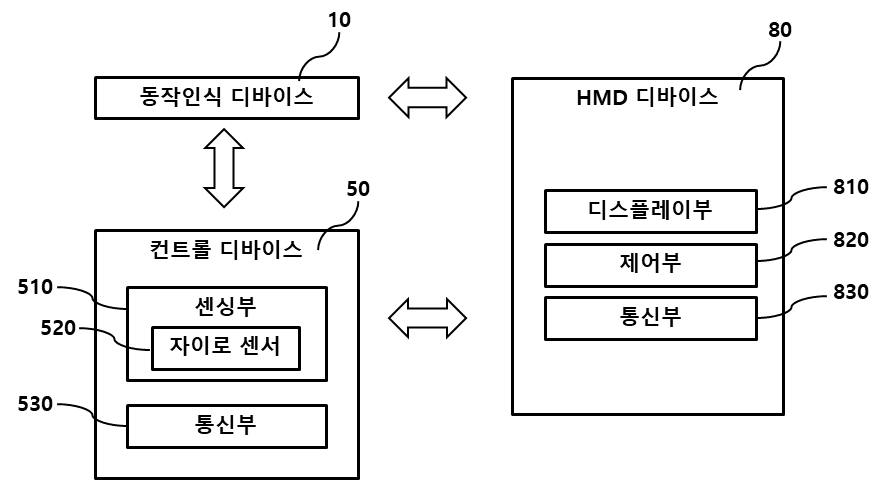 10
80
동작인식 디바이스
HMD 디바이스
50
810
디스플레이부
820
컨트롤 디바이스
제어부
510
센싱부
830
520
자이로 센서
통신부
530
통신부